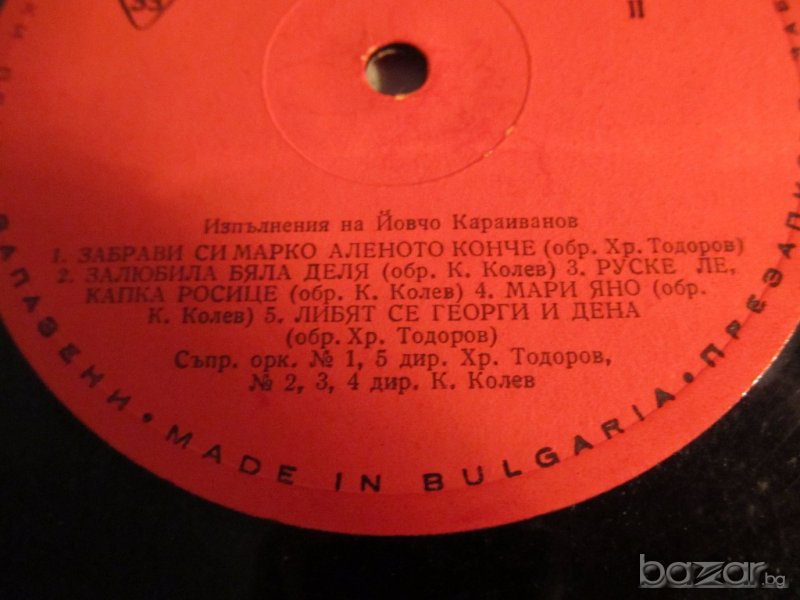 33
II
Изпълнения на Йовчо Караиванов
1. ЗАБРАВИ СИ МАРКО АЛЕНОТО КОНЧЕ (обр. Хр. Тодоров)
2. ЗАЛЮБИЛА БЯЛА ДЕЛЯ (обр. К. Колев) 3. РУСКЕ ЛЕ,
КАПКА РОСИЦЕ (обр. К. Колев) 4. МАРИ ЯНО (обр.
К. Колев) 5. ЛИБЯТ СЕ ГЕОРГИ И ДЕНА
(обр. Хр. Тодоров)
Съпр. орк. № 1, 5 дир. Хр. Тодоров,
№ 2, 3, 4 дир. К. Колев
ЗАПАЗЕНИ • MADE IN BULGARIA •
bazar.bg